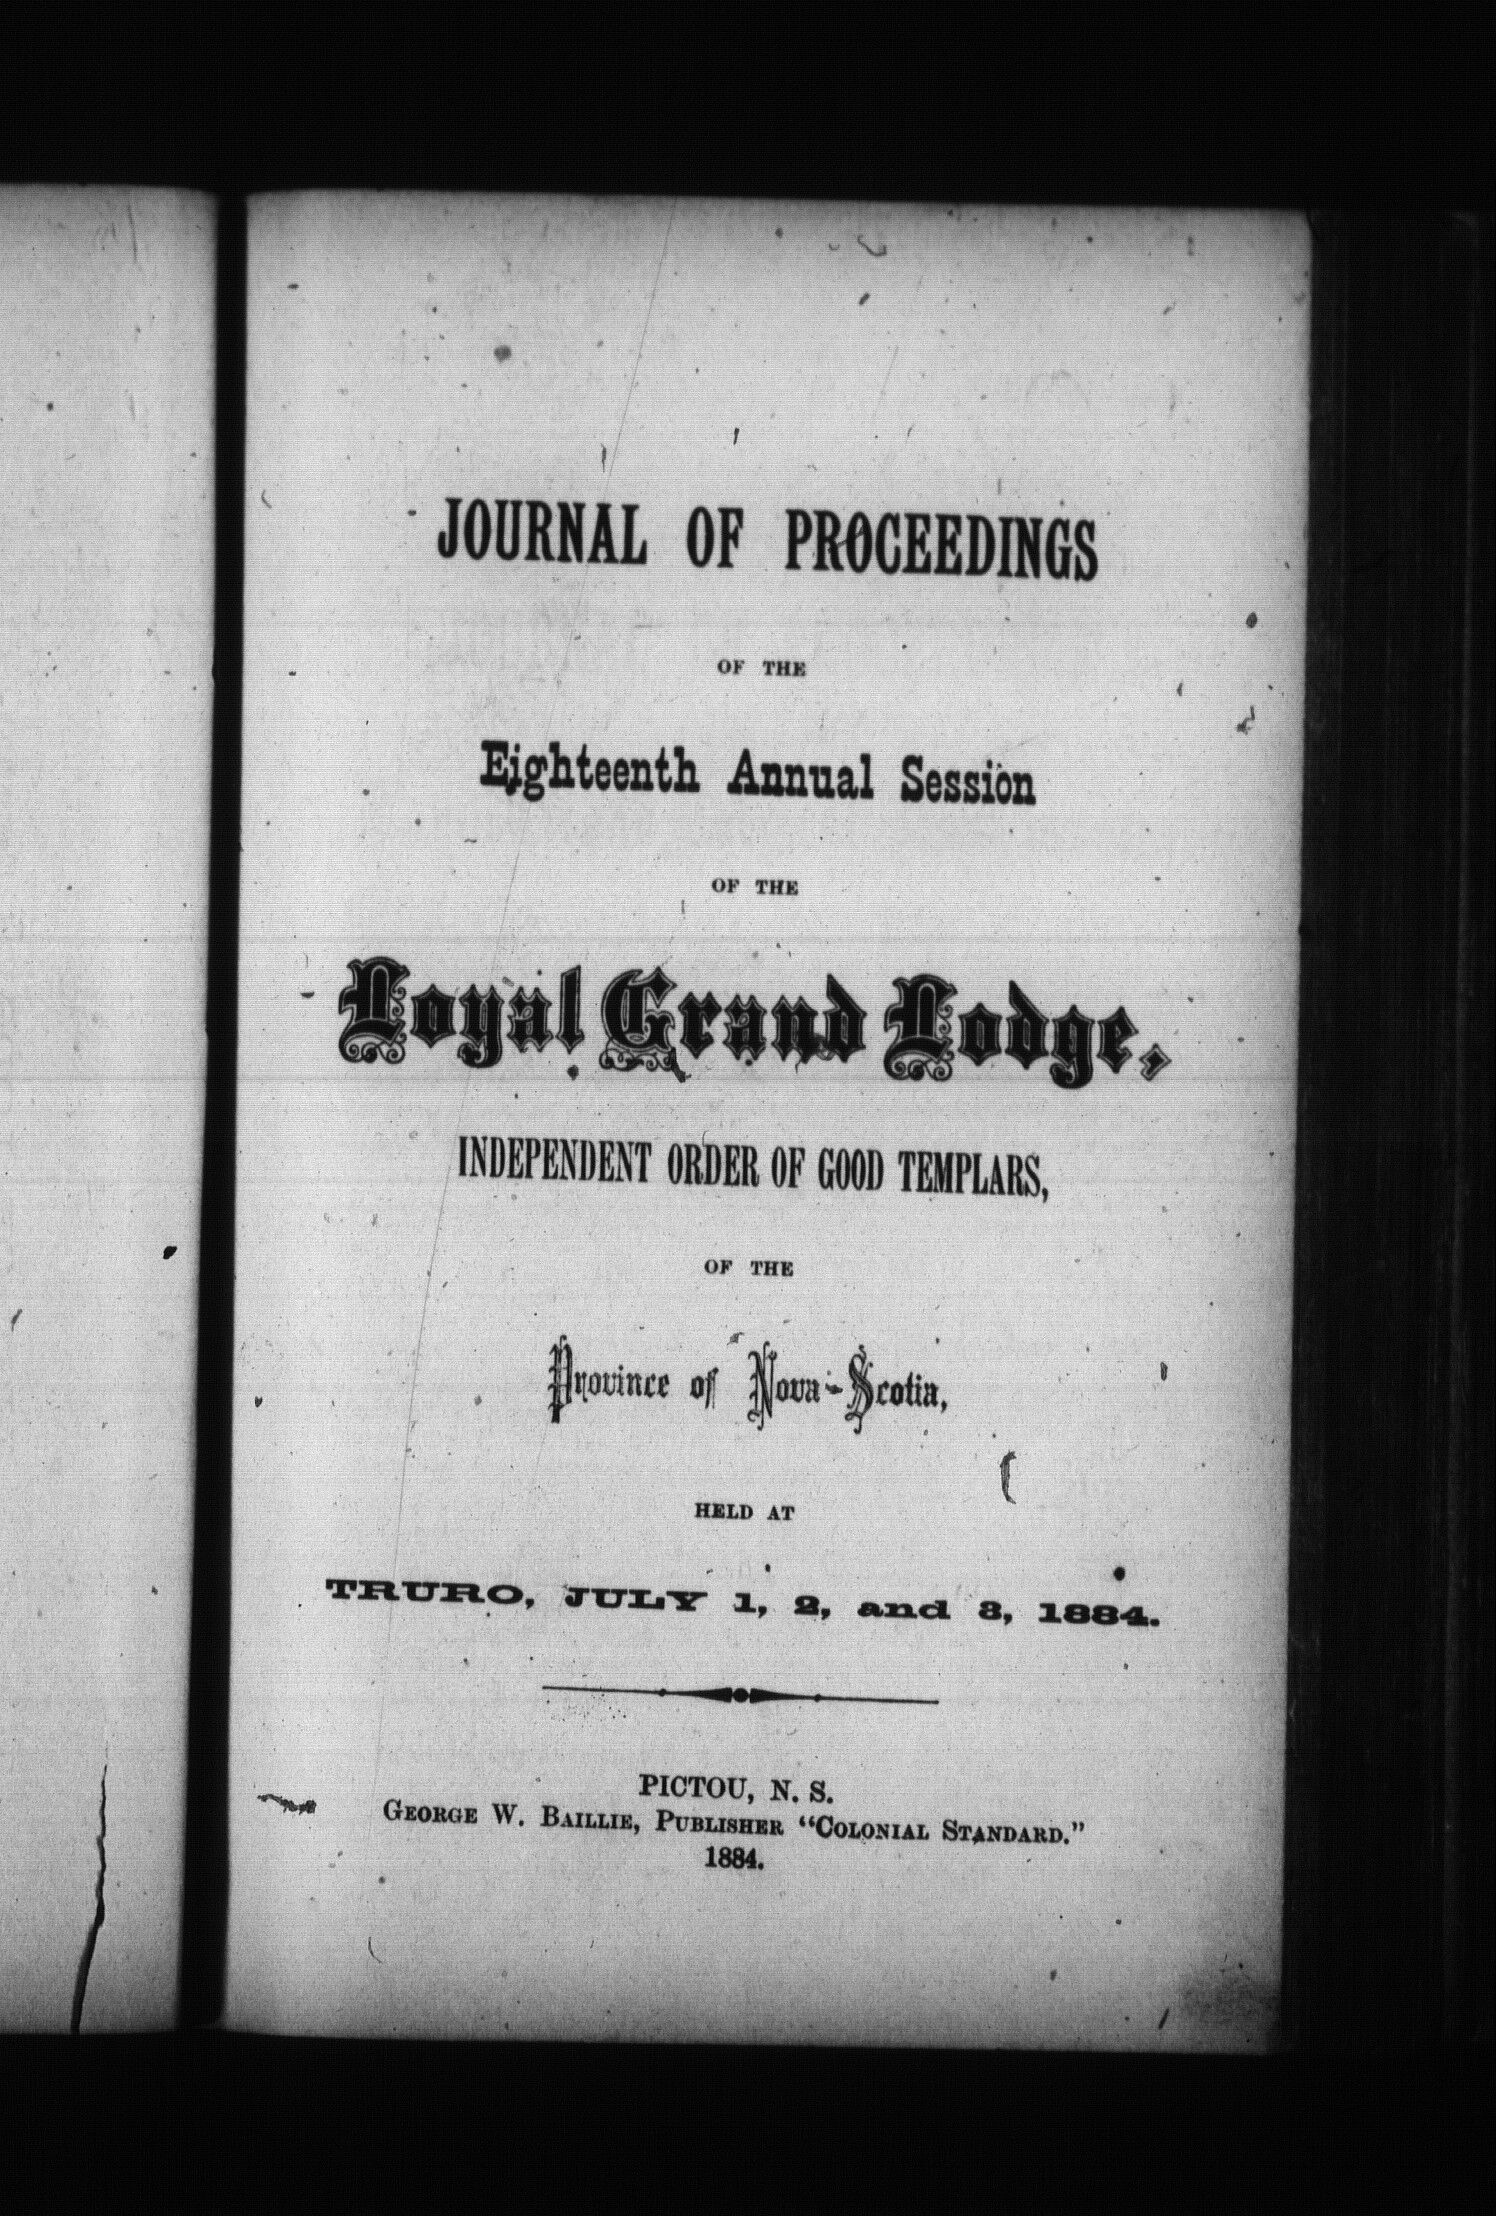 JOURNAL OF PROCEEDINGS
OF THE
Eighteenth Annual Session
OF THE
Loyal Grand Lodge,
INDEPENDENT ORDER OF GOOD TEMPLARS,
OF THE
Province of Nova-Scotia,
HELD AT
TRURO, JULY 1, 2, and 3, 1884.
PICTOU, N. S.
GEORGE W. BAILLIE, PUBLISHER "COLONIAL STANDARD."
1884.